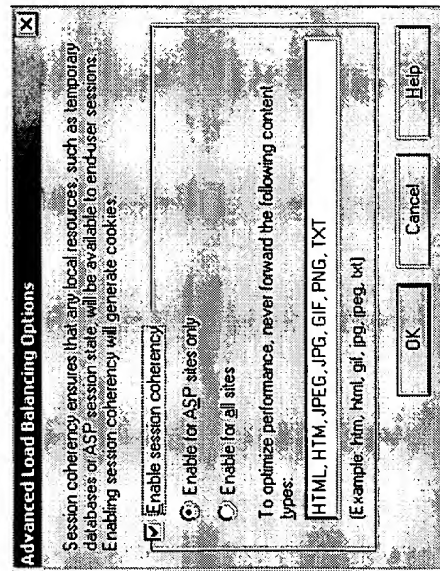 Advanced Load Balancing Options
Session coherency ensures that any local resources, such as temporary
databases or ASP session state, will be available to end-user sessions.
Enabling session coherency will generate cookies.
Enable session coherency
Enable for ASP sites only
Enable for all sites
To optimize performance, never forward the following content
types:
HTML, HTM, JPEG, JPG, GIF, PNG, TXT
(Example: htm, html, gif, jpg, jpeg, txt)
OK
Cancel
Help